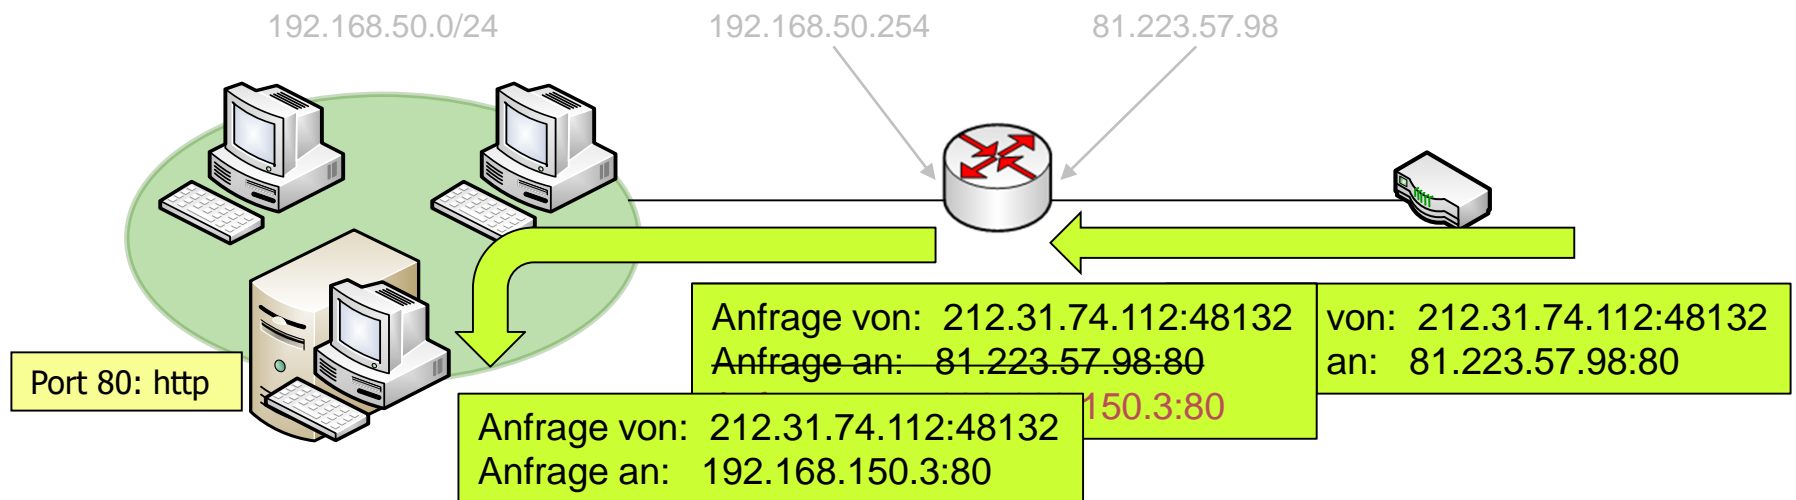 192.168.50.0/24
192.168.50.254
81.223.57.98
Anfrage von: 212.31.74.112:48132
Anfrage an: 81.223.57.98:80
150.3:80
von: 212.31.74.112:48132
an: 81.223.57.98:80
Port 80: http
Anfrage von: 212.31.74.112:48132
Anfrage an: 192.168.150.3:80